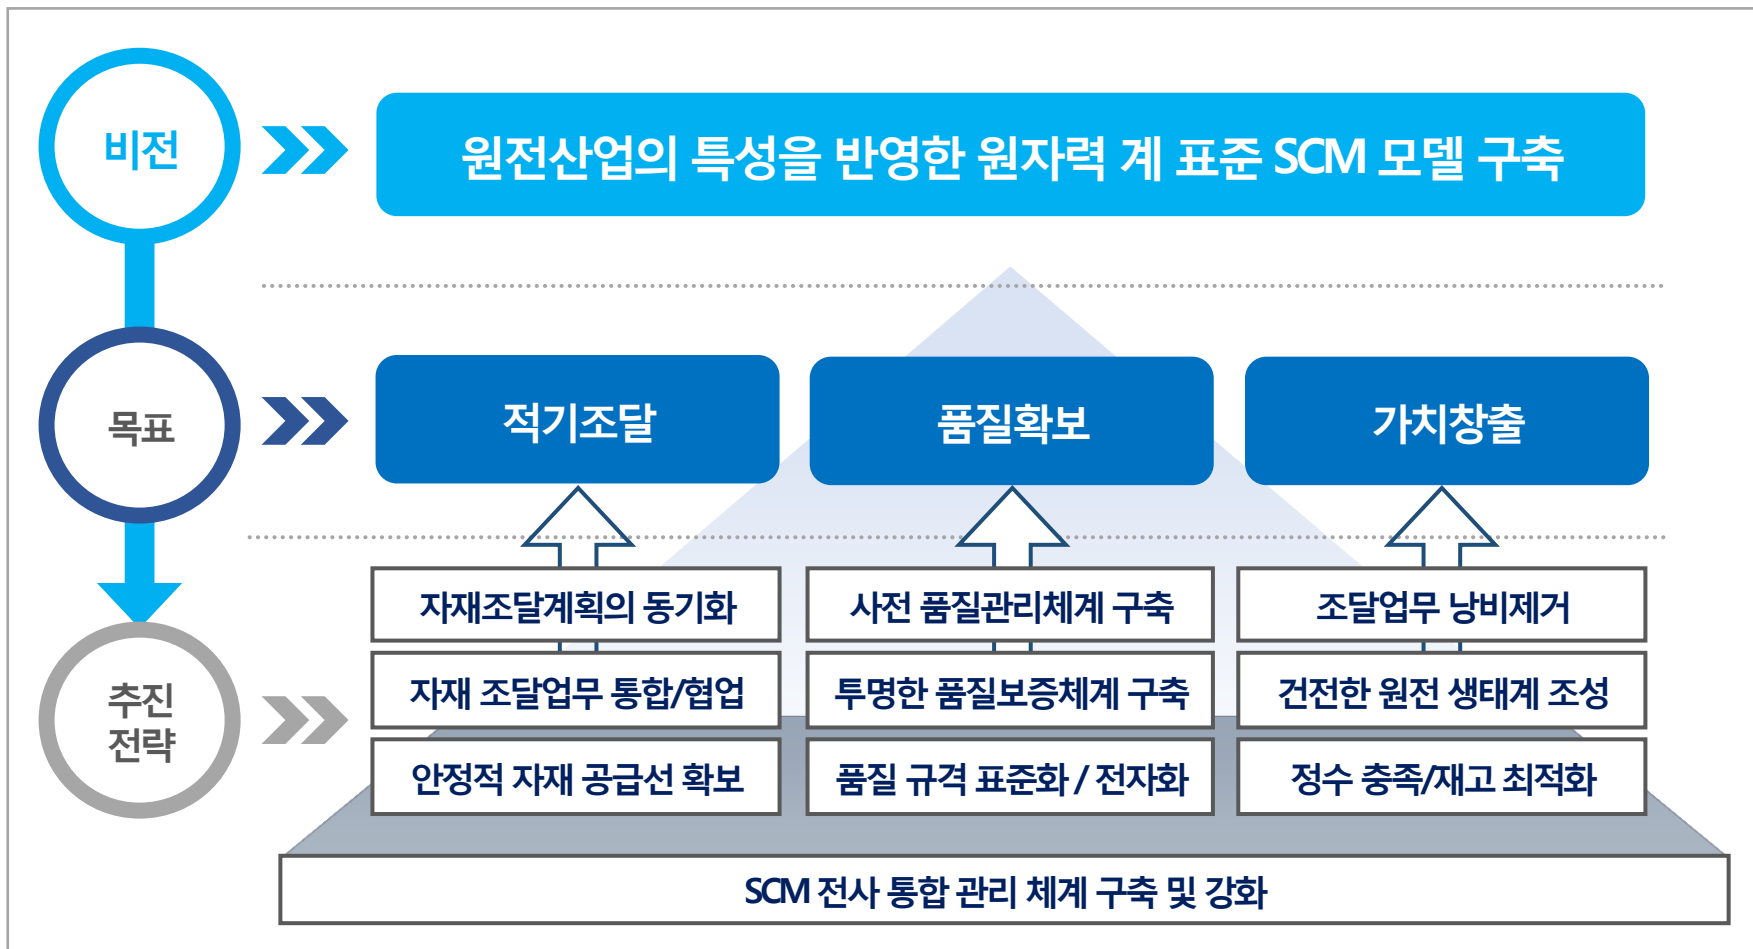 비전
원전산업의 특성을 반영한 원자력 계 표준 SCM 모델 구축
목표
적기조달
품질확보
가치창출
추진
전략
자재조달계획의 동기화
사전 품질관리체계 구축
조달업무 낭비제거
자재 조달업무 통합/협업
투명한 품질보증체계 구축
건전한 원전 생태계 조성
안정적 자재 공급선 확보
품질 규격 표준화 / 전자화
정수 충족/재고 최적화
SCM 전사 통합 관리 체계 구축 및 강화